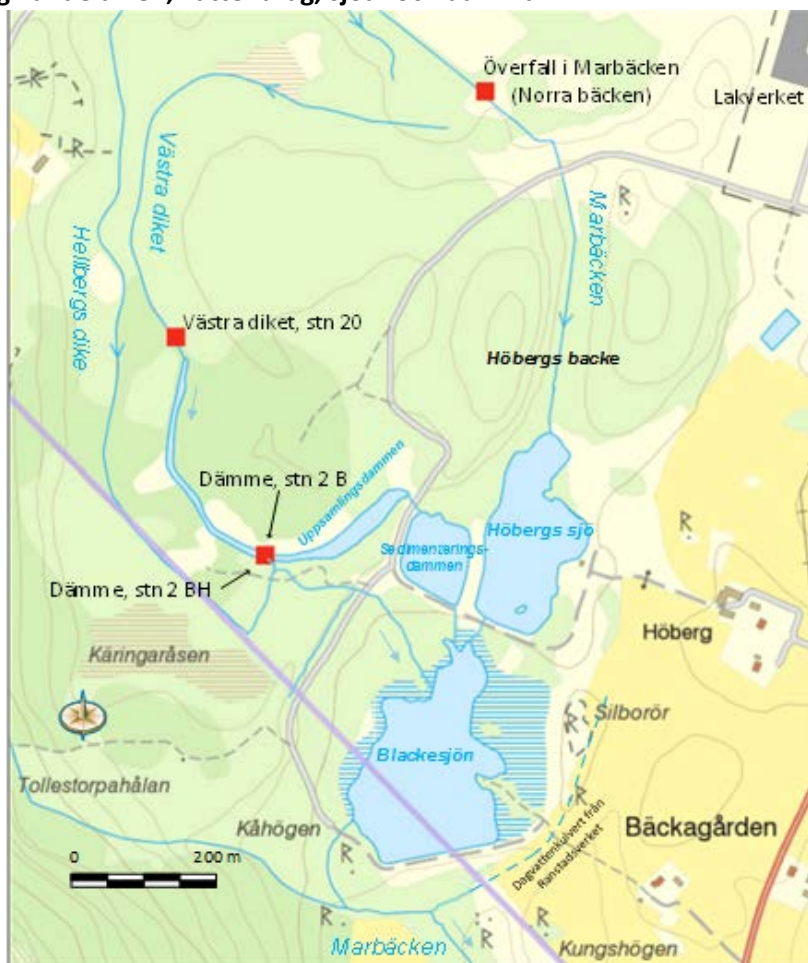 Överfall i Marbäcken
(Norra bäcken)
Lakverket
Västra diket
Marbäcken
Hellbergs dike
Västra diket, stn 20
Höbergs backe
Dämme, stn 2 B
Uppsamlingsdammen
Höbergs sjö
Sedimenterings-
dammen
Dämme, stn 2 BH
Höberg
Käringaråsen
Silborör
Blackesjön
Tollestorpahålan
Kåhögen
Bäckagården
Dagvattenkulvert från
Ranstadsverket
0 200 m
Marbäcken
Kungshögen